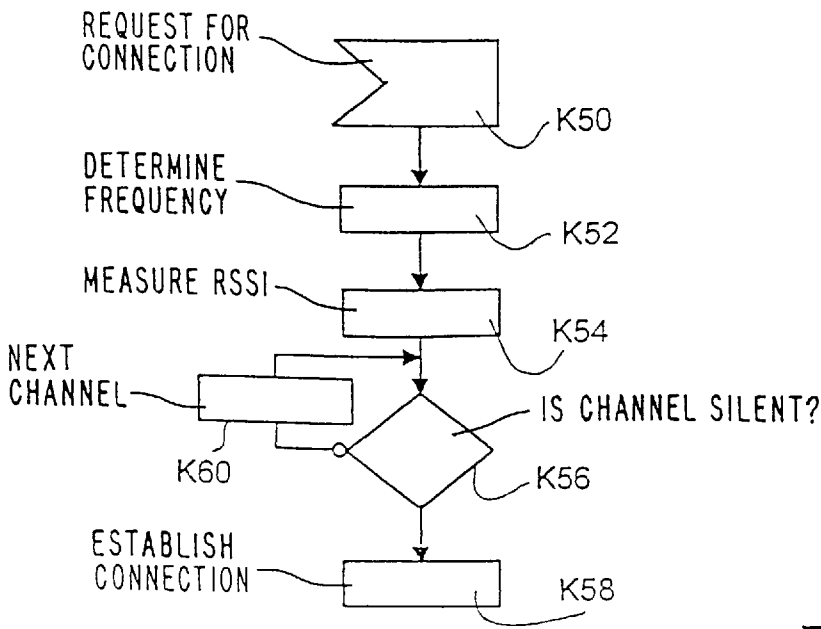 REQUEST FOR
CONNECTION
K50
DETERMINE
FREQUENCY
K52
MEASURE RSSI
K54
NEXT
CHANNEL
K60
IS CHANNEL SILENT?
K56
ESTABLISH
CONNECTION
K58